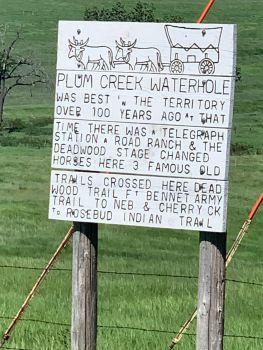 PLUM CREEK WATERHOLE
WAS BEST IN THE TERRITORY
OVER 100 YEARS AGO AT THAT
TIME THERE WAS A TELEGRAPH
STATION A ROAD RANCH & THE
DEADWOOD STAGE CHANGED
HORSES HERE 3 FAMOUS OLD
TRAILS CROSSED HERE DEAD
WOOD TRAIL FT BENNET ARMY
TRAIL TO NEB & CHERRY CK
TO ROSEBUD INDIAN TRAIL